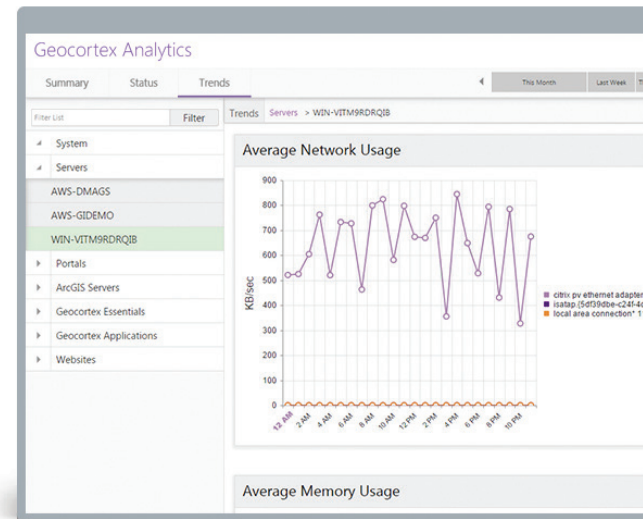 Geocortex Analytics
Summary Status Trends
This Month Last Week
Filter List Filter
Trends Servers > WIN-VITM9RDRQIB
System
Servers
AWS-DMAGS
AWS-GIDEMO
WIN-VITM9RDRQIB
Portals
ArcGIS Servers
Geocortex Essentials
Geocortex Applications
Websites
Average Network Usage
900
800
700
600
500
400
300
200
100
0
KB/sec
12 AM 2 AM 4 AM 6 AM 8 AM 10 AM 12 PM 2 PM 4 PM 6 PM 8 PM 10 PM
citrix pv ethernet adapter
isatap.{5df39dbe-c24f-4c
local area connection* 1
Average Memory Usage